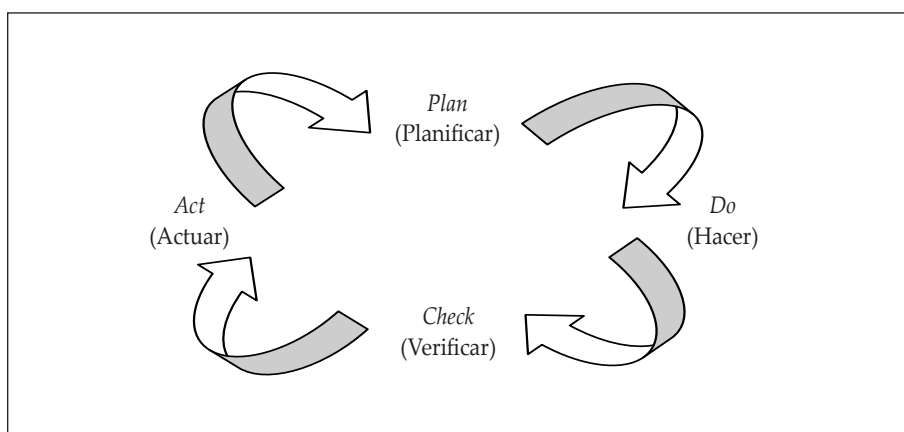 Plan
(Planificar)
Act
(Actuar)
Do
(Hacer)
Check
(Verificar)